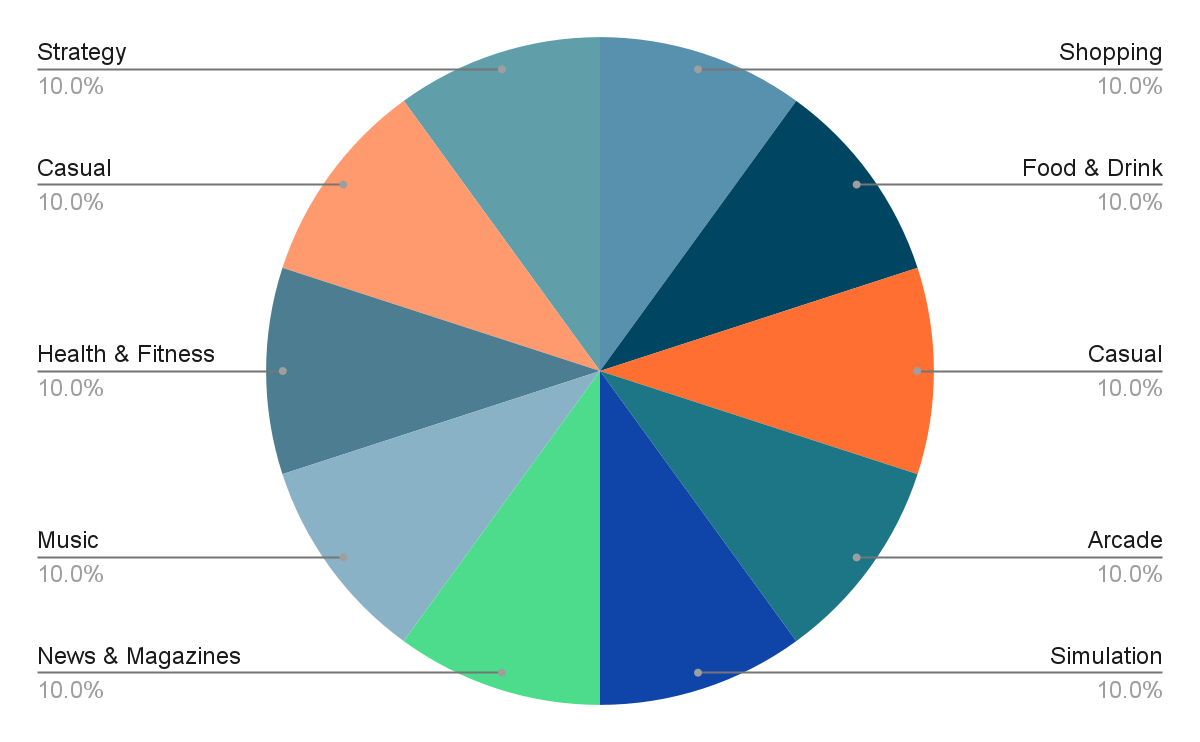 Strategy
10.0%
Casual
10.0%
Health & Fitness
10.0%
Music
10.0%
News & Magazines
10.0%
Shopping
10.0%
Food & Drink
10.0%
Casual
10.0%
Arcade
10.0%
Simulation
10.0%